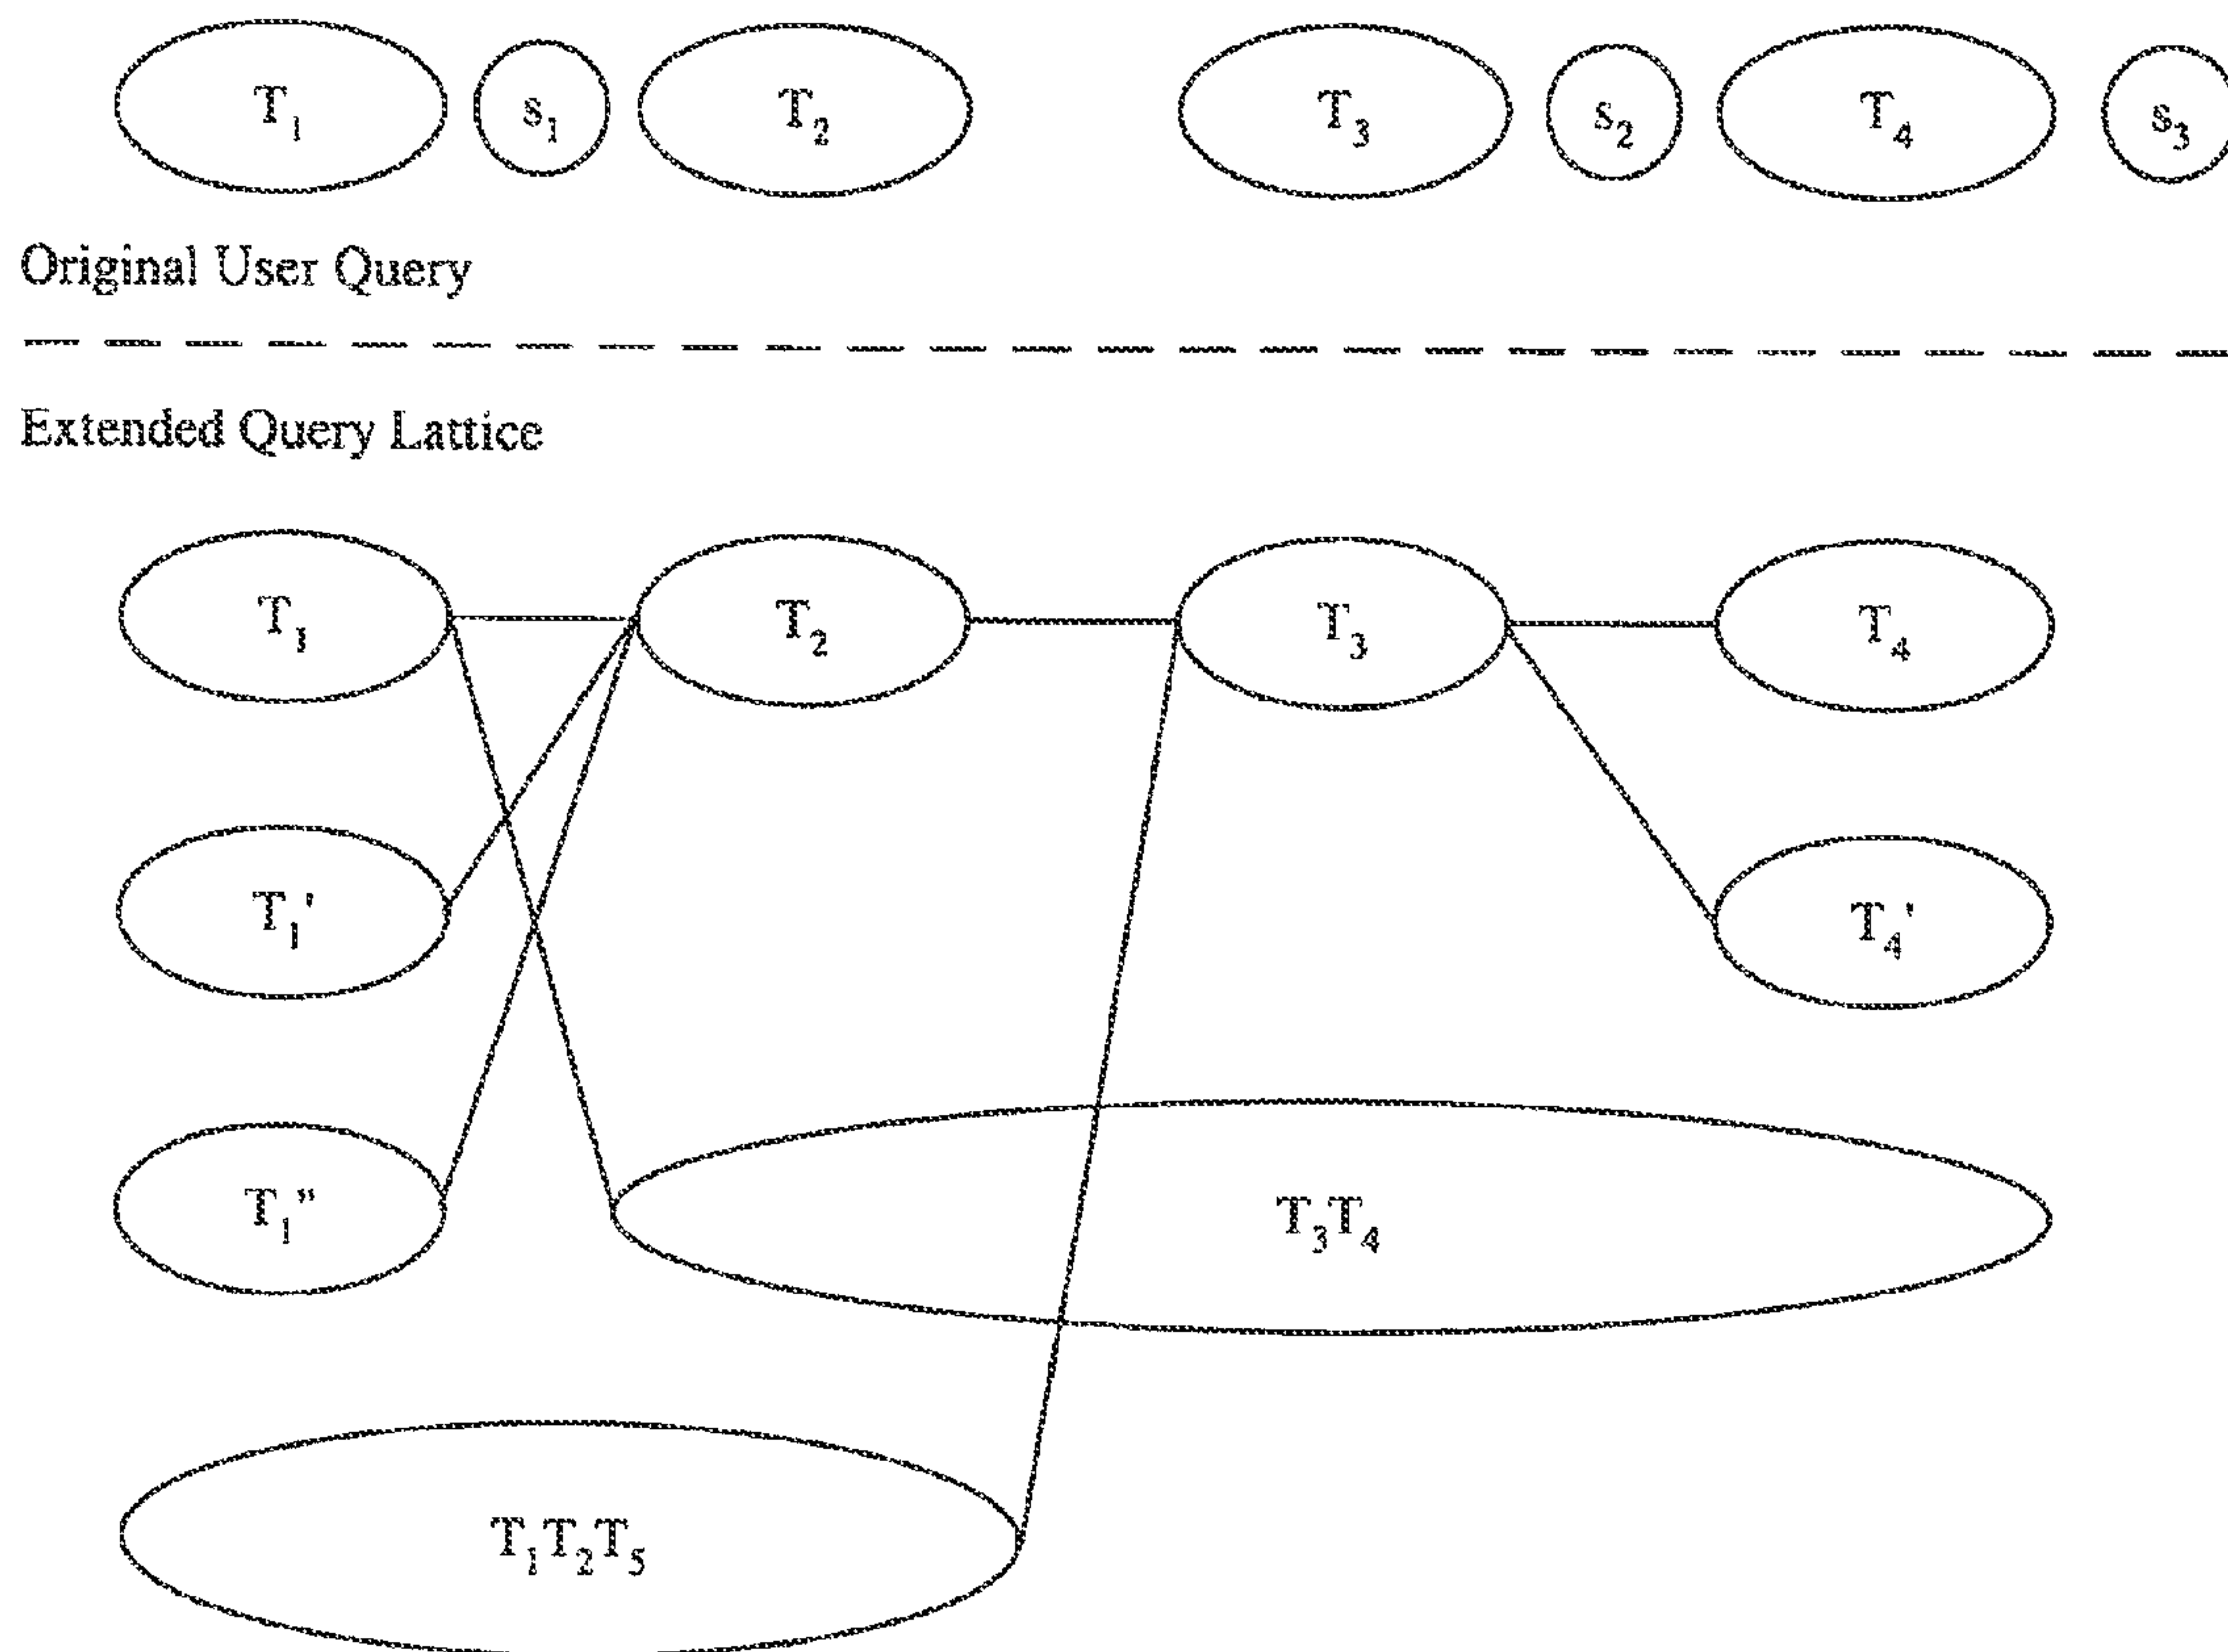 T₁ s₁ T₂ T₃ s₂ T₄ s₃
Original User Query
Extended Query Lattice
T₁ T₂ T₃ T₄
T₁' T₄'
T₁" T₃T₄
T₁T₂T₅